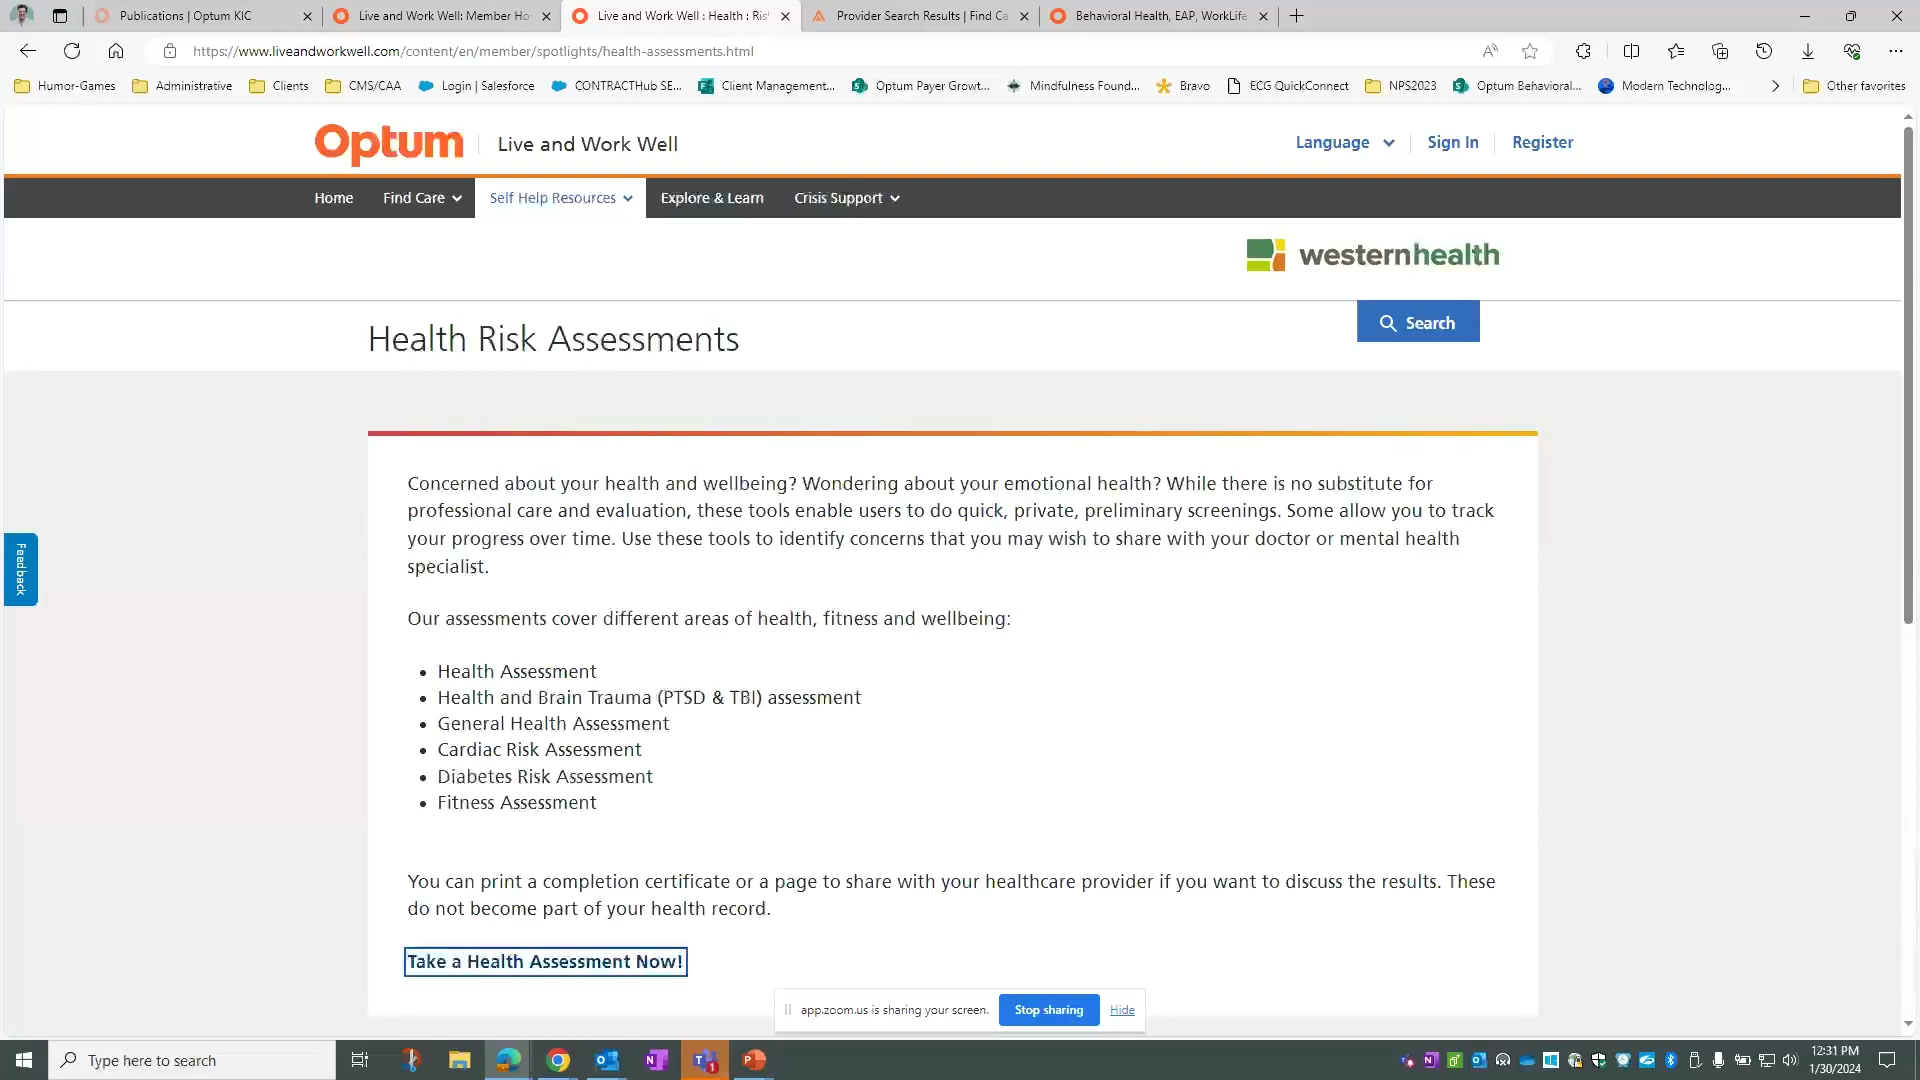 Publications | Optum KIC
Live and Work Well: Member Ho
Live and Work Well : Health : Ris
Provider Search Results | Find Ca
Behavioral Health, EAP, WorkLife
https://www.liveandworkwell.com/content/en/member/spotlights/health-assessments.html
Humor-Games
Administrative
Clients
CMS/CAA
Login | Salesforce
CONTRACTHub SE...
Client Management...
Optum Payer Growt...
Mindfulness Found...
Bravo
ECG QuickConnect
NPS2023
Optum Behavioral...
Modern Technolog...
Other favorites
Optum
Live and Work Well
Language
Sign In
Register
Home
Find Care
Self Help Resources
Explore & Learn
Crisis Support
westernhealth
Health Risk Assessments
Search
Concerned about your health and wellbeing? Wondering about your emotional health? While there is no substitute for
professional care and evaluation, these tools enable users to do quick, private, preliminary screenings. Some allow you to track
your progress over time. Use these tools to identify concerns that you may wish to share with your doctor or mental health
specialist.
Feedback
Our assessments cover different areas of health, fitness and wellbeing:
• Health Assessment
• Health and Brain Trauma (PTSD & TBI) assessment
• General Health Assessment
• Cardiac Risk Assessment
• Diabetes Risk Assessment
• Fitness Assessment
You can print a completion certificate or a page to share with your healthcare provider if you want to discuss the results. These
do not become part of your health record.
Take a Health Assessment Now!
app.zoom.us is sharing your screen.
Stop sharing
Hide
Type here to search
12:31 PM
1/30/2024